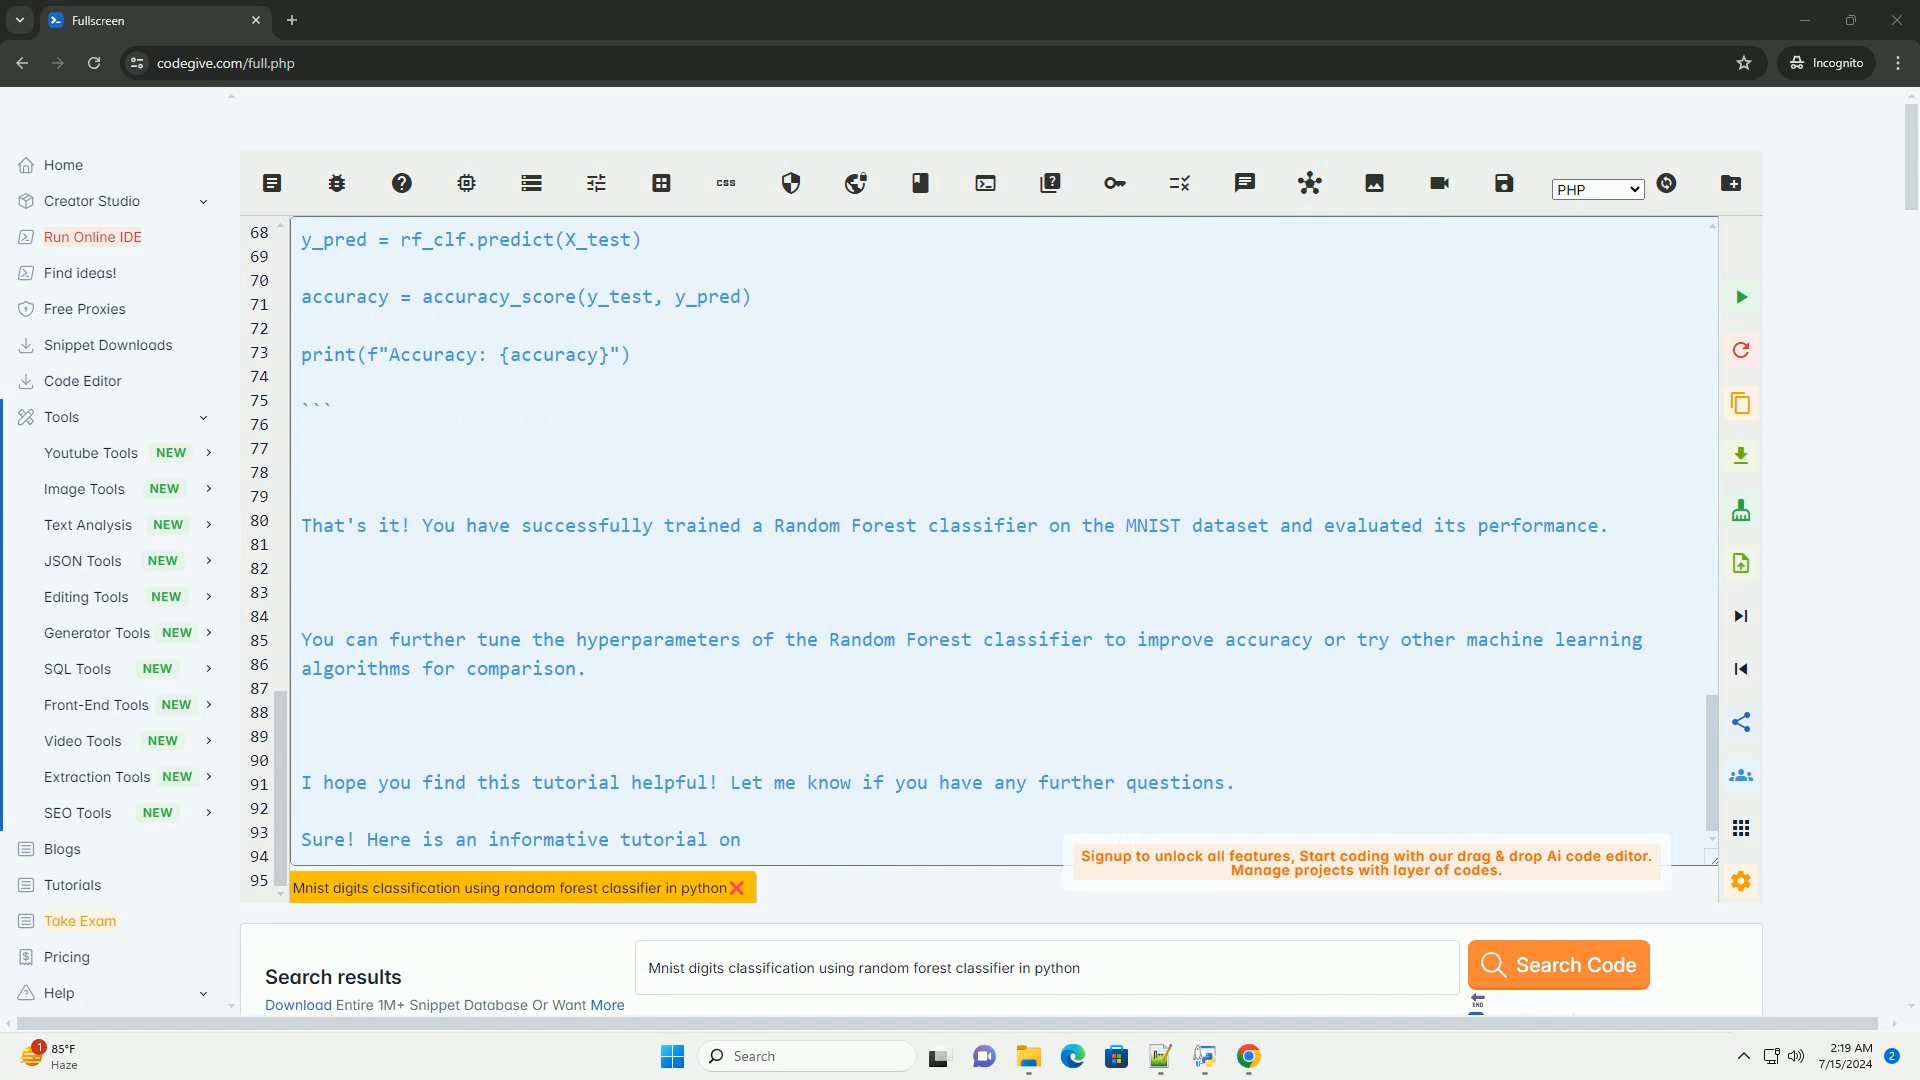 Fullscreen
codegive.com/full.php
Incognito
Home
Creator Studio
Run Online IDE
Find ideas!
Free Proxies
Snippet Downloads
Code Editor
Tools
Youtube Tools NEW
Image Tools NEW
Text Analysis NEW
JSON Tools NEW
Editing Tools NEW
Generator Tools NEW
SQL Tools NEW
Front-End Tools NEW
Video Tools NEW
Extraction Tools NEW
SEO Tools NEW
Blogs
Tutorials
Take Exam
Pricing
Help
css
PHP
68
69
70
71
72
73
74
75
76
77
78
79
80
81
82
83
84
85
86
87
88
89
90
91
92
93
94
95
y_pred = rf_clf.predict(X_test)
accuracy = accuracy_score(y_test, y_pred)
print(f"Accuracy: {accuracy}")
```
That's it! You have successfully trained a Random Forest classifier on the MNIST dataset and evaluated its performance.
You can further tune the hyperparameters of the Random Forest classifier to improve accuracy or try other machine learning
algorithms for comparison.
I hope you find this tutorial helpful! Let me know if you have any further questions.
Sure! Here is an informative tutorial on
Signup to unlock all features, Start coding with our drag & drop Ai code editor.
Manage projects with layer of codes.
Mnist digits classification using random forest classifier in python
Search results
Download Entire 1M+ Snippet Database Or Want More
Mnist digits classification using random forest classifier in python
Search Code
END
1
85°F
Haze
Search
2:19 AM
7/15/2024
2